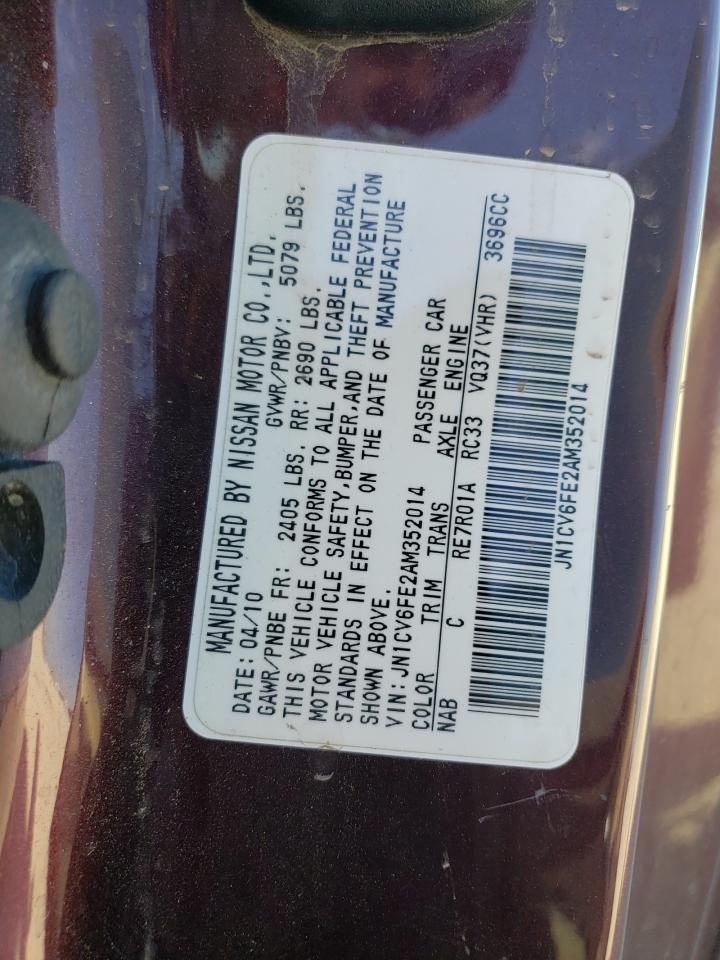 MANUFACTURED BY NISSAN MOTOR CO.,LTD.
DATE: 04/10 GVWR/PNBV: 5079 LBS.
GAWR/PNBE FR: 2405 LBS. RR: 2690 LBS.
THIS VEHICLE CONFORMS TO ALL APPLICABLE FEDERAL
MOTOR VEHICLE SAFETY,BUMPER,AND THEFT PREVENTION
STANDARDS IN EFFECT ON THE DATE OF MANUFACTURE
SHOWN ABOVE.
VIN: JN1CV6FE2AM352014 PASSENGER CAR
COLOR TRIM TRANS AXLE ENGINE
NAB C RE7R01A RC33 VQ37(VHR) 3696CC
JN1CV6FE2AM352014